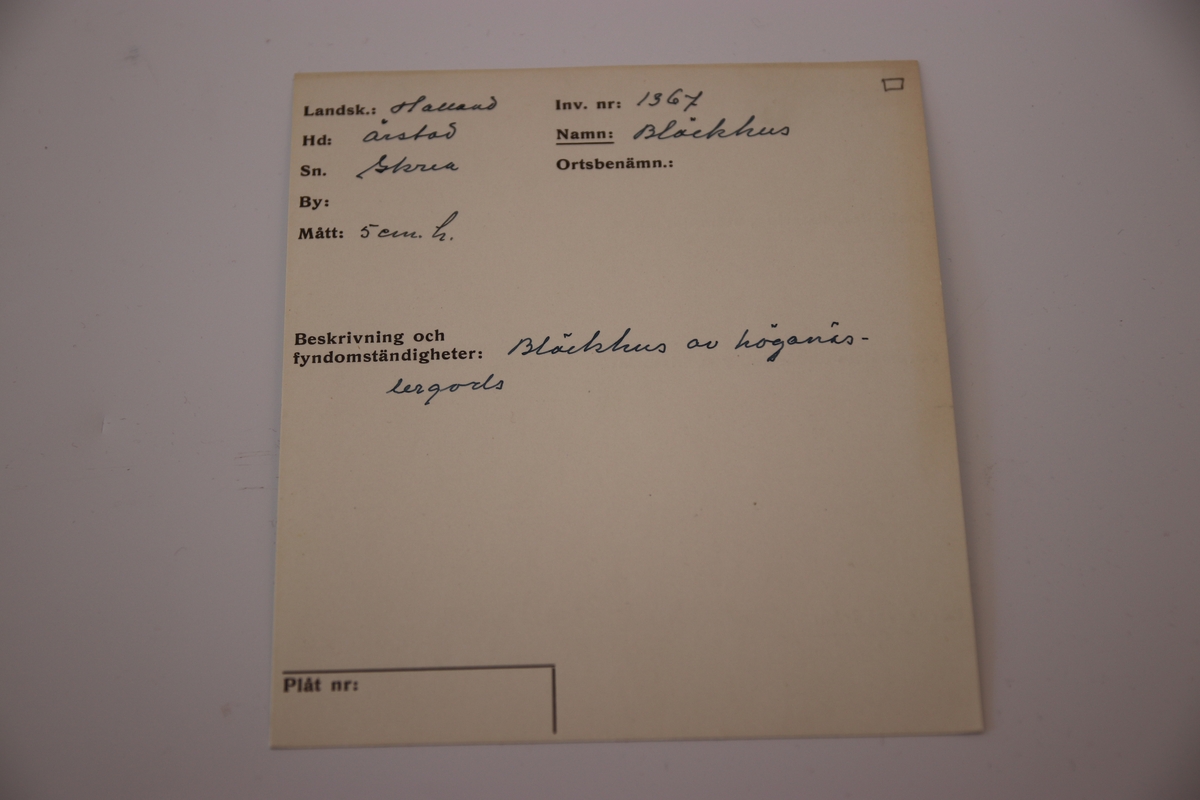 Landsk.: Halland Inv. nr: 1367
Hd: Årstad Namn: Bläckhus
Sn. Skrea Ortsbenämn.:
By:
Mått: 5 cm. h.
Beskrivning och
fyndomständigheter: Bläckhus av höganäs-
lergods
Plåt nr: